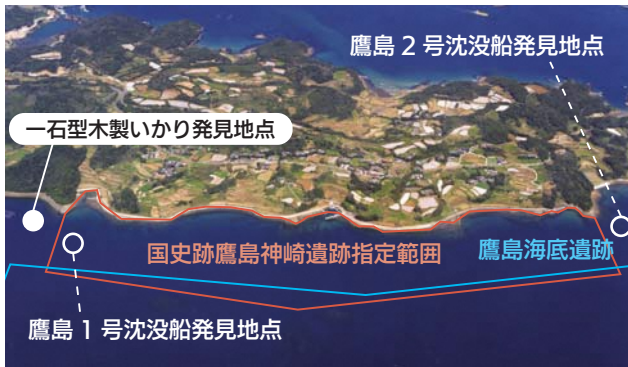 鷹島 2 号沈没船発見地点
一石型木製いかり発見地点
国史跡鷹島神崎遺跡指定範囲
鷹島海底遺跡
鷹島 1 号沈没船発見地点